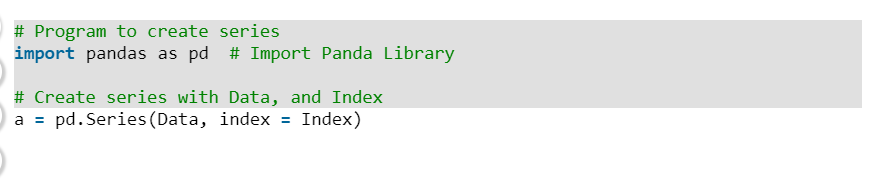 # Program to create series
import pandas as pd  # Import Panda Library
# Create series with Data, and Index
a = pd.Series(Data, index = Index)